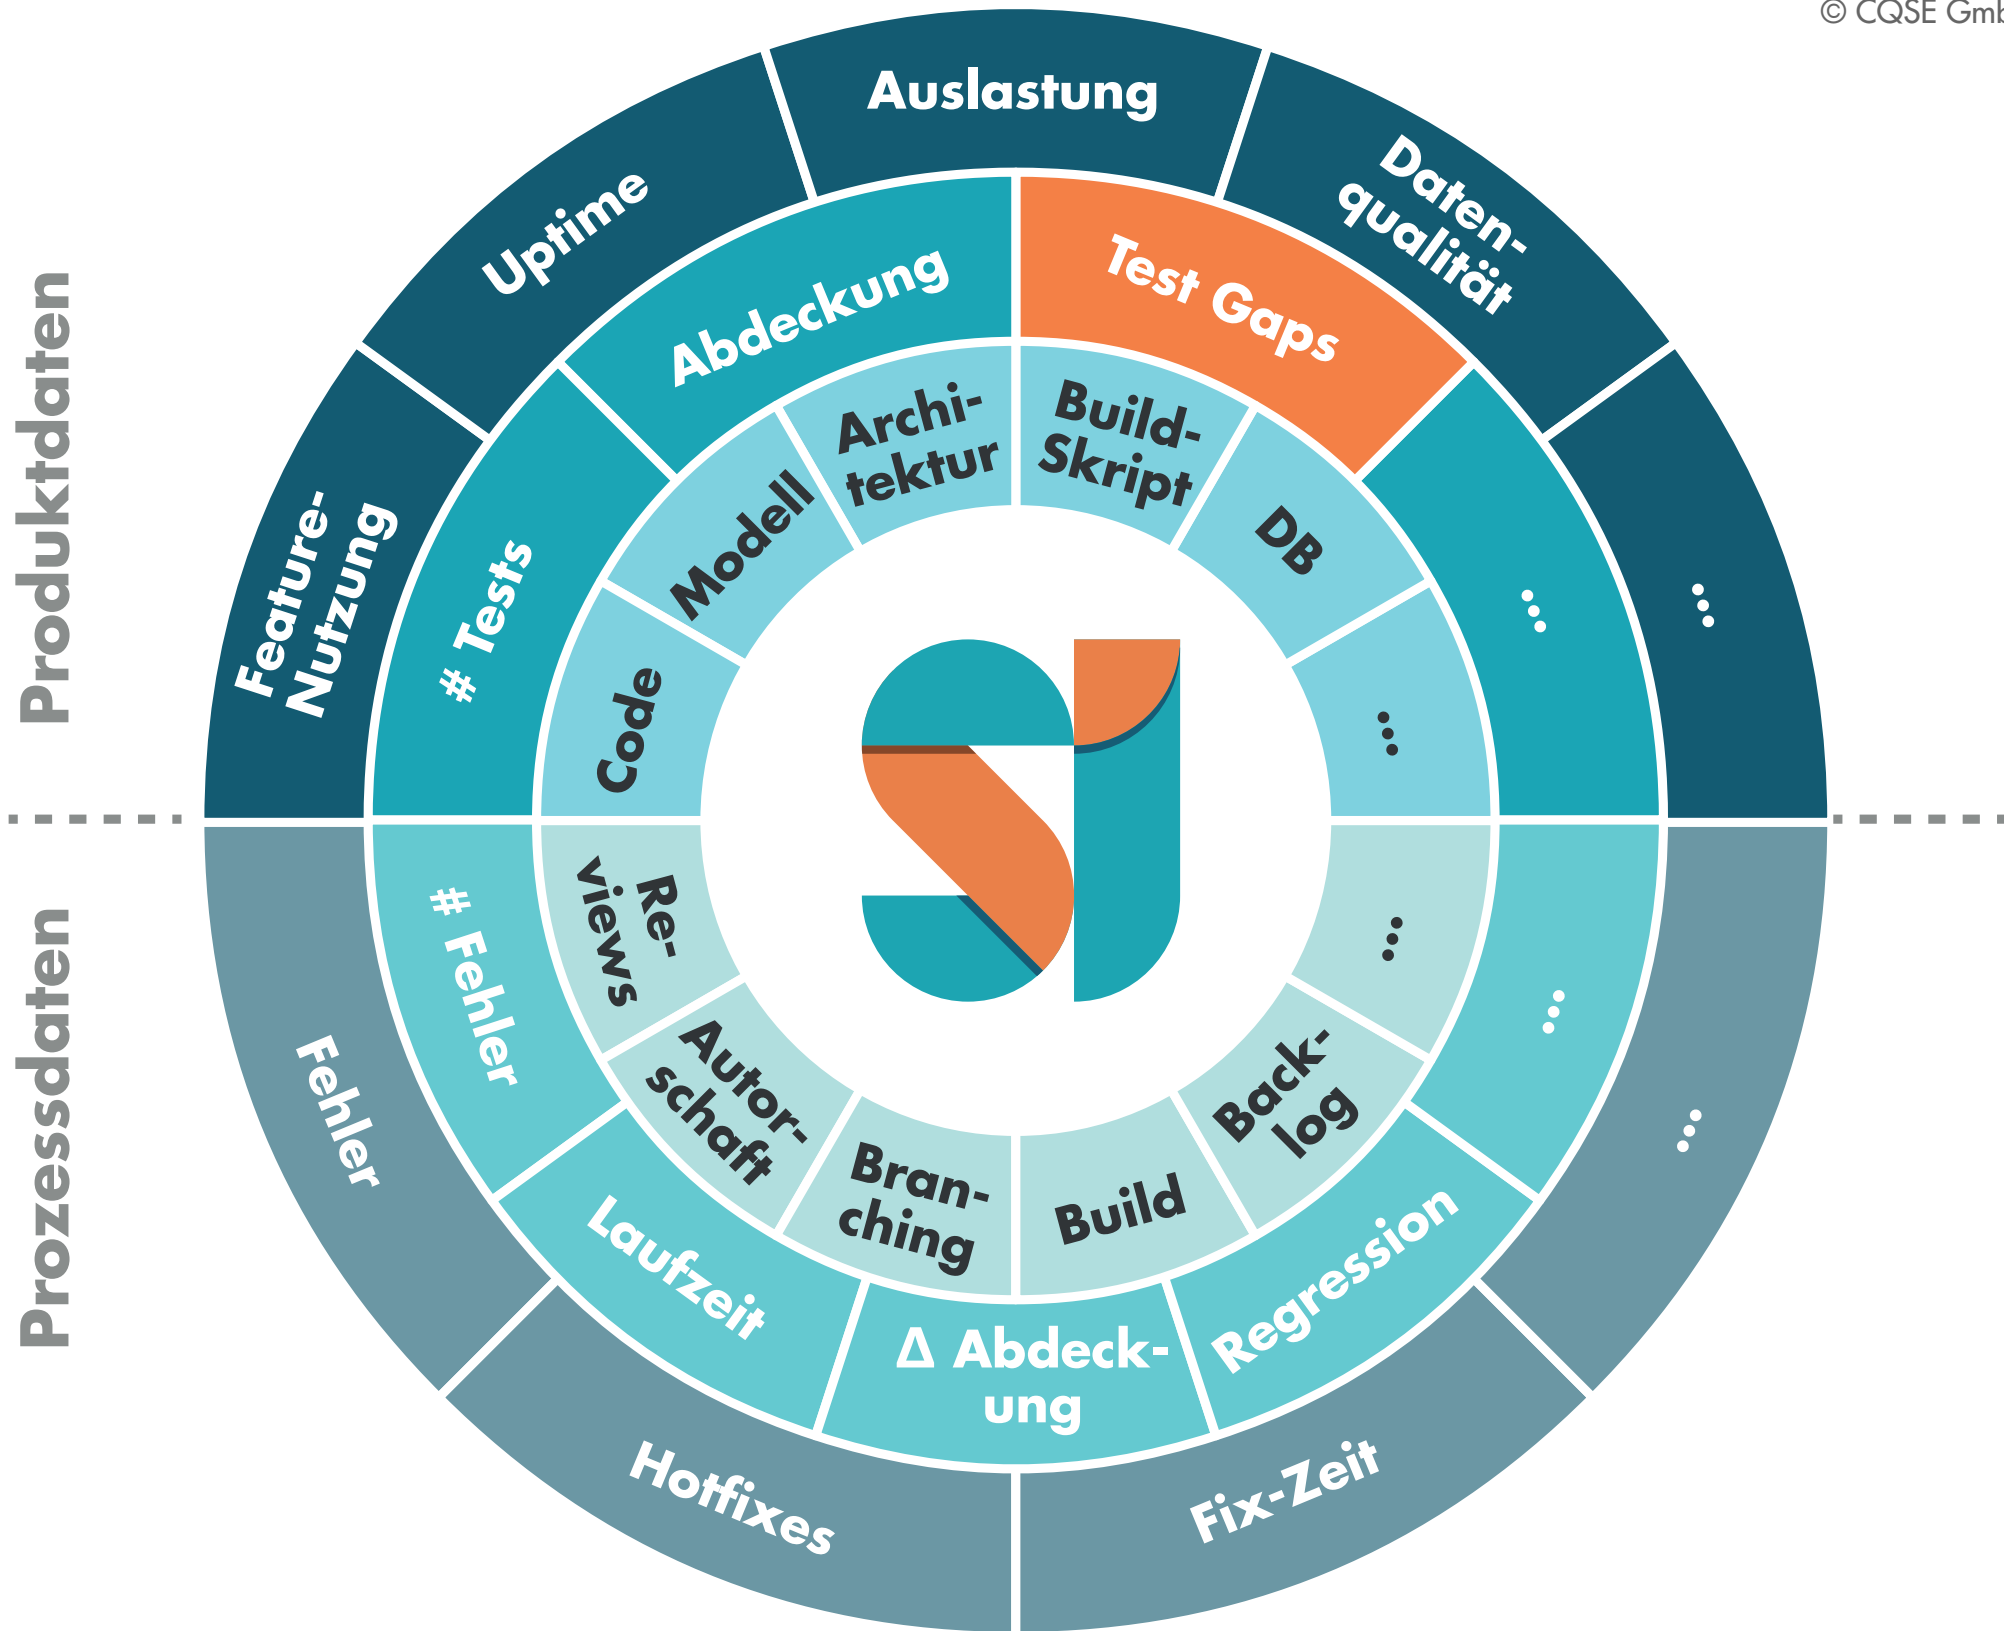 © CQSE Gmb
Produktdaten
Prozessdaten
Feature-
Nutzung
Uptime
Auslastung
Daten-
qualität
...
# Tests
Abdeckung
Test Gaps
...
Code
Modell
Archi-
tektur
Build-
Skript
DB
...
Re-
views
Autor-
schaft
Bran-
ching
Build
Back-
log
...
# Fehler
Laufzeit
Δ Abdeck-
ung
Regression
...
Fehler
Hotfixes
Fix-Zeit
...